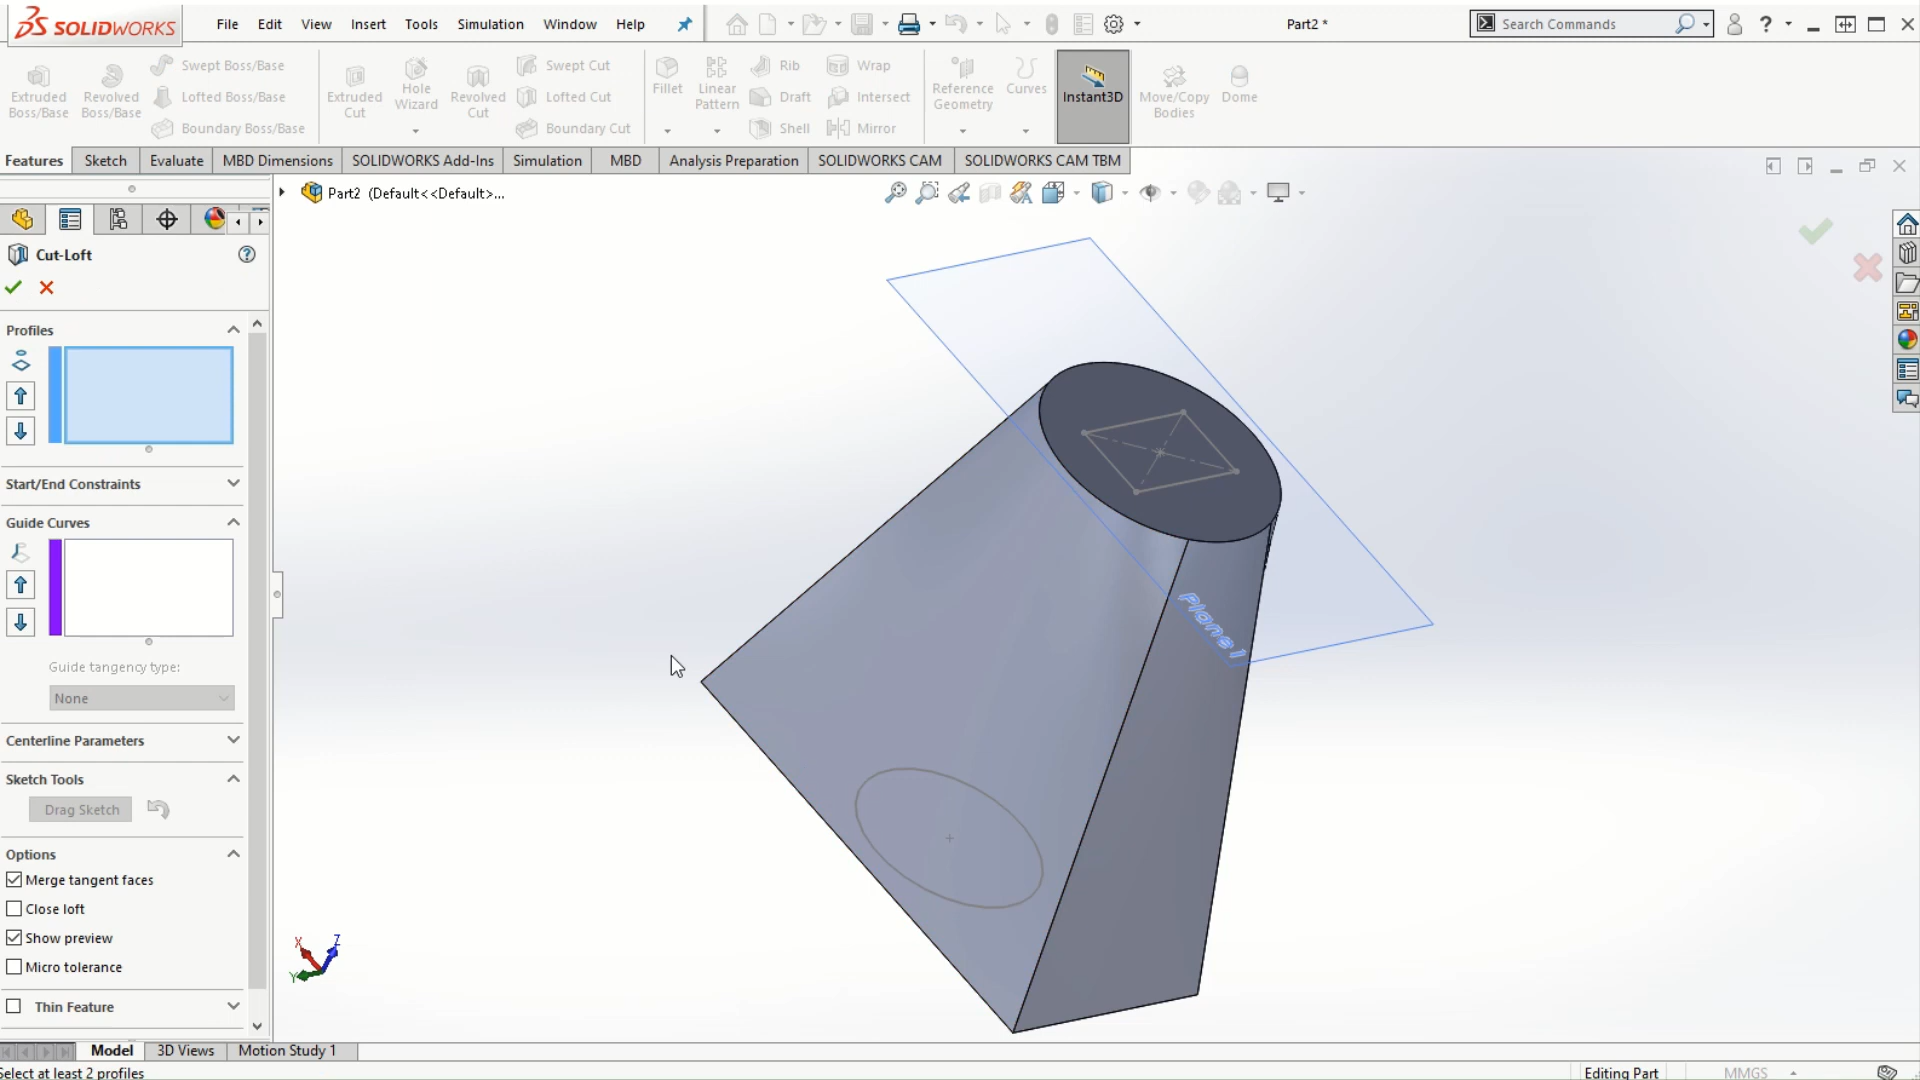 SOLIDWORKS
File Edit View Insert Tools Simulation Window Help
Part2 *
Search Commands
Extruded Boss/Base
Revolved Boss/Base
Swept Boss/Base
Lofted Boss/Base
Boundary Boss/Base
Extruded Cut
Hole Wizard
Revolved Cut
Swept Cut
Lofted Cut
Boundary Cut
Fillet
Linear Pattern
Rib
Draft
Shell
Wrap
Intersect
Mirror
Reference Geometry
Curves
Instant3D
Move/Copy Bodies
Dome
Features Sketch Evaluate MBD Dimensions SOLIDWORKS Add-Ins Simulation MBD Analysis Preparation SOLIDWORKS CAM SOLIDWORKS CAM TBM
Part2 (Default<<Default>...
Cut-Loft
Profiles
Start/End Constraints
Guide Curves
Guide tangency type:
None
Centerline Parameters
Sketch Tools
Drag Sketch
Options
Merge tangent faces
Close loft
Show preview
Micro tolerance
Thin Feature
Plane 1
X
Z
Y
Model 3D Views Motion Study 1
Select at least 2 profiles
Editing Part
MMGS